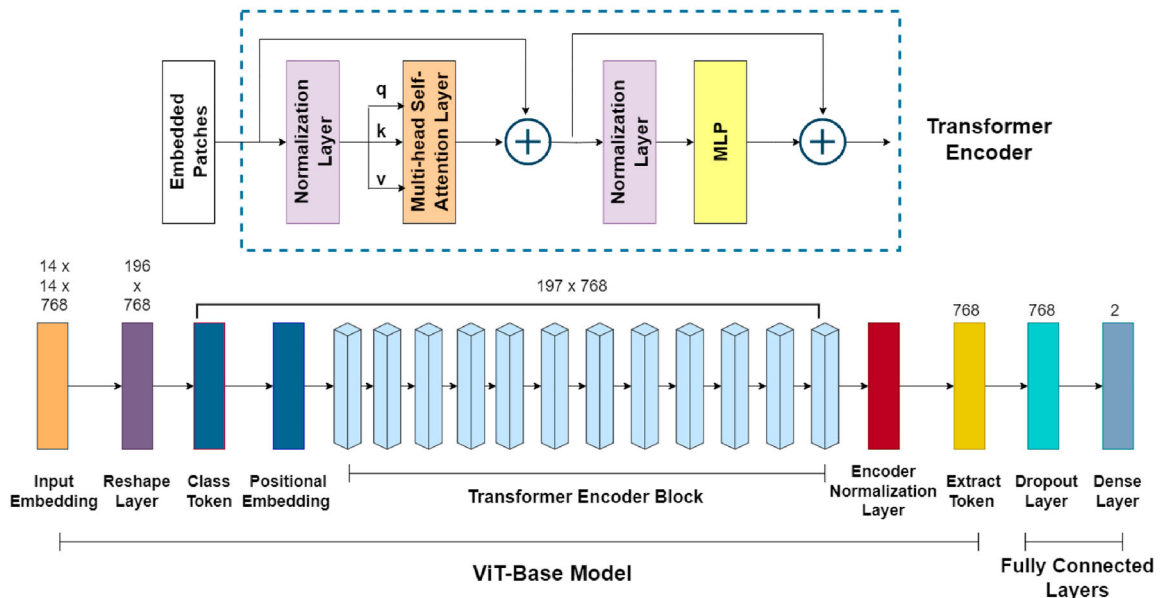 Embedded
Patches
Normalization
Layer
q
k
v
Multi-head Self-
Attention Layer
Normalization
Layer
MLP
Transformer
Encoder
14 x
14 x
768
196
x
768
197 x 768
768
768
2
Input
Embedding
Reshape
Layer
Class
Token
Positional
Embedding
Transformer Encoder Block
Encoder
Normalization
Layer
Extract
Token
Dropout
Layer
Dense
Layer
ViT-Base Model
Fully Connected
Layers